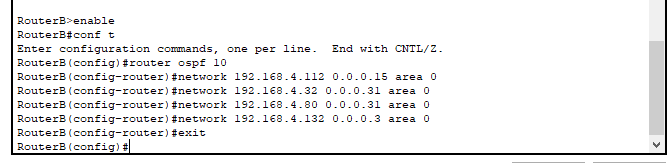 RouterB>enable
RouterB#conf t
Enter configuration commands, one per line.  End with CNTL/Z.
RouterB(config)#router ospf 10
RouterB(config-router)#network 192.168.4.112 0.0.0.15 area 0
RouterB(config-router)#network 192.168.4.32 0.0.0.31 area 0
RouterB(config-router)#network 192.168.4.80 0.0.0.31 area 0
RouterB(config-router)#network 192.168.4.132 0.0.0.3 area 0
RouterB(config-router)#exit
RouterB(config)#